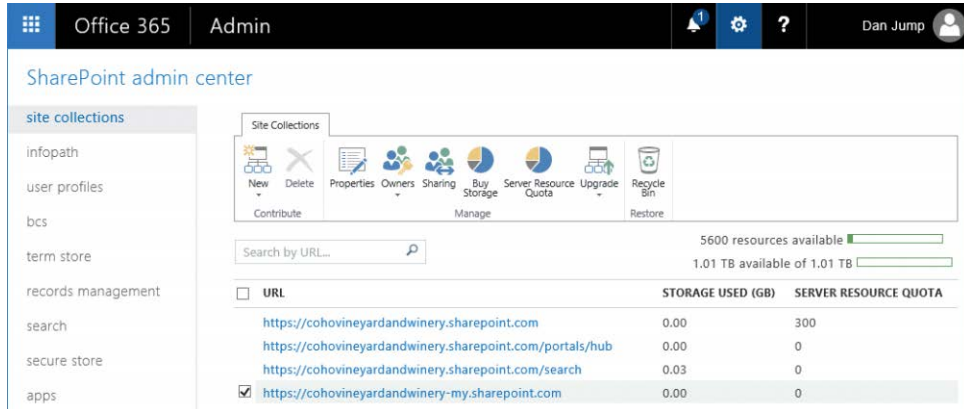 Office 365 Admin 1 ? Dan Jump
SharePoint admin center
site collections
infopath
user profiles
bcs
term store
records management
search
secure store
apps
Site Collections
New Delete Properties Owners Sharing Buy Storage Server Resource Quota Upgrade Recycle Bin
Contribute Manage Restore
Search by URL...
5600 resources available
1.01 TB available of 1.01 TB
URL STORAGE USED (GB) SERVER RESOURCE QUOTA
https://cohovineyardandwinery.sharepoint.com 0.00 300
https://cohovineyardandwinery.sharepoint.com/portals/hub 0.00 0
https://cohovineyardandwinery.sharepoint.com/search 0.03 0
https://cohovineyardandwinery-my.sharepoint.com 0.00 0